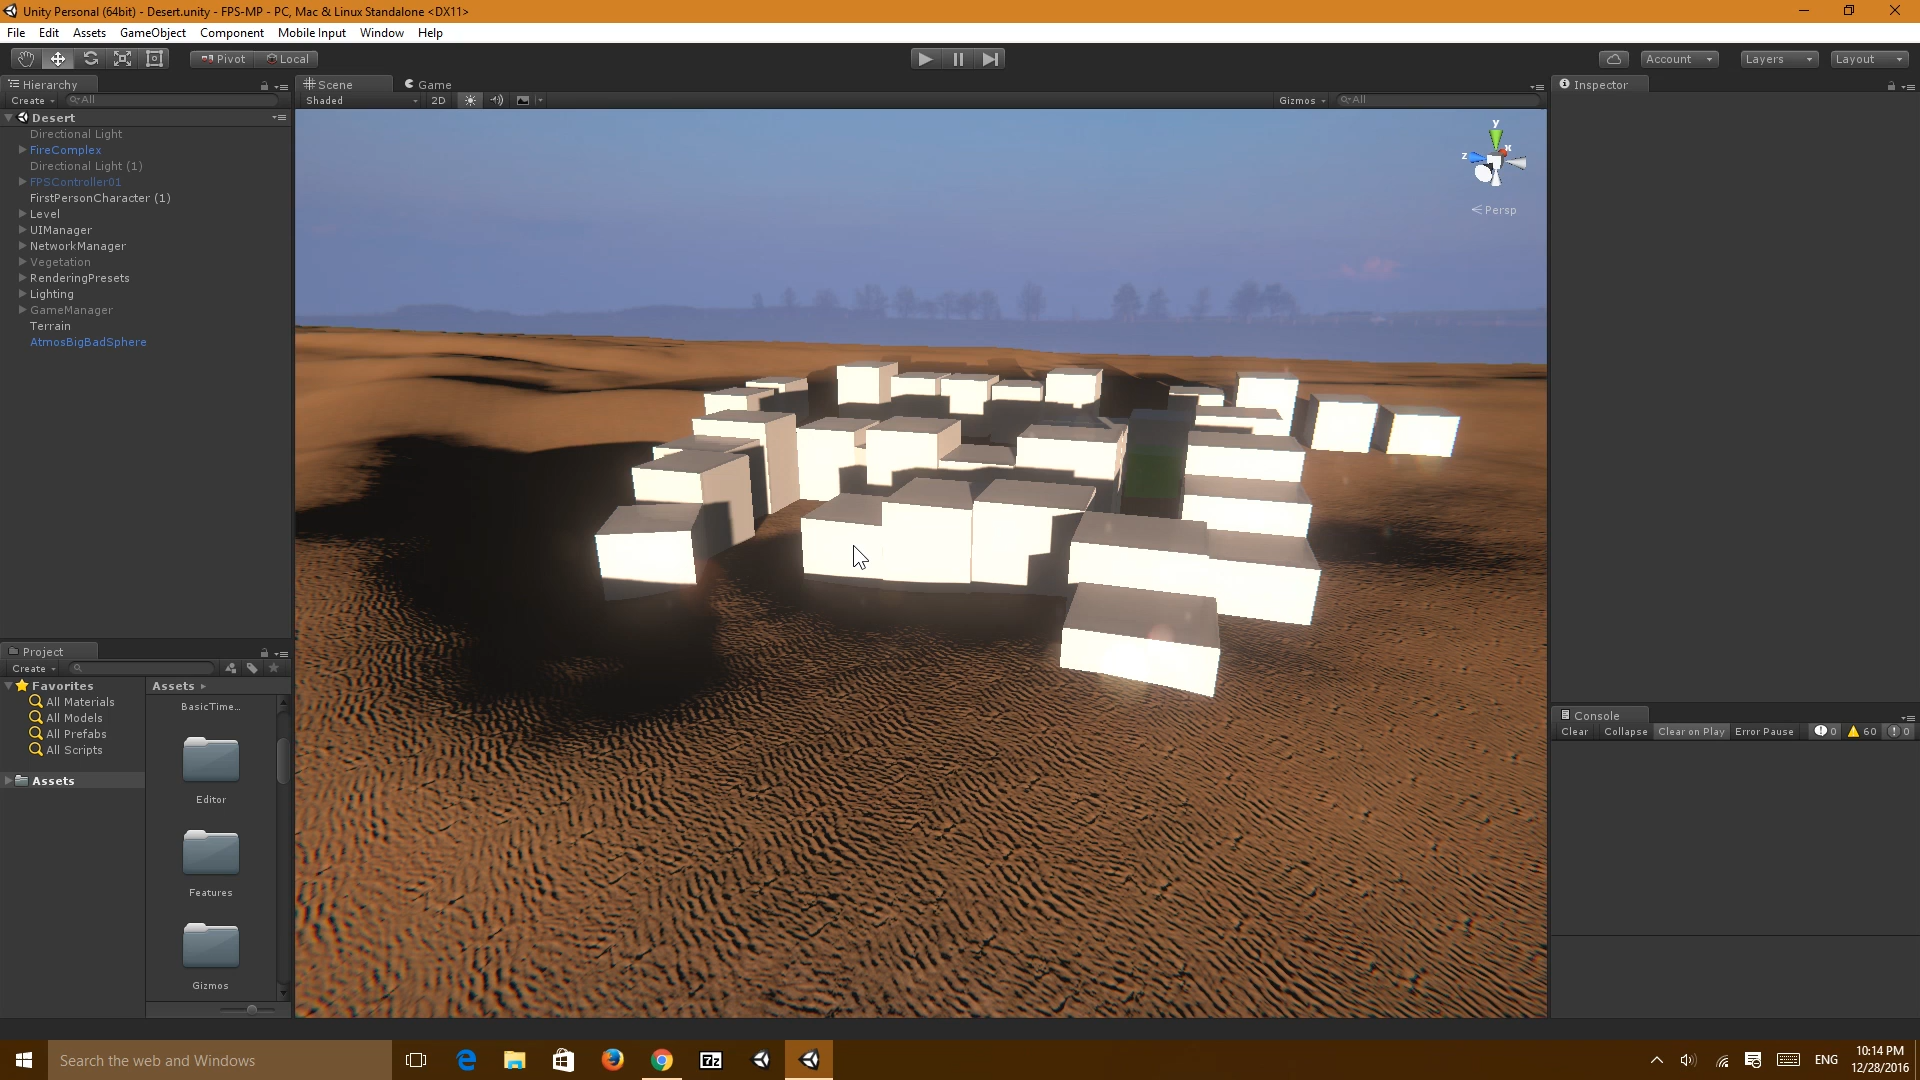 Unity Personal (64bit) - Desert.unity - FPS-MP - PC, Mac & Linux Standalone <DX11>
File Edit Assets GameObject Component Mobile Input Window Help
Pivot Local Account Layers Layout
Hierarchy
Create All
Desert
Directional Light
FireComplex
Directional Light (1)
FPSController01
FirstPersonCharacter (1)
Level
UIManager
NetworkManager
Vegetation
RenderingPresets
Lighting
GameManager
Terrain
AtmosBigBadSphere
Scene Game
Shaded 2D Gizmos All
y
x
z
Persp
Inspector
Project
Create
Favorites
All Materials
All Models
All Prefabs
All Scripts
Assets
Assets
BasicTime...
Editor
Features
Gizmos
Console
Clear Collapse Clear on Play Error Pause 0 60 0
Search the web and Windows
7z
ENG
10:14 PM
12/28/2016